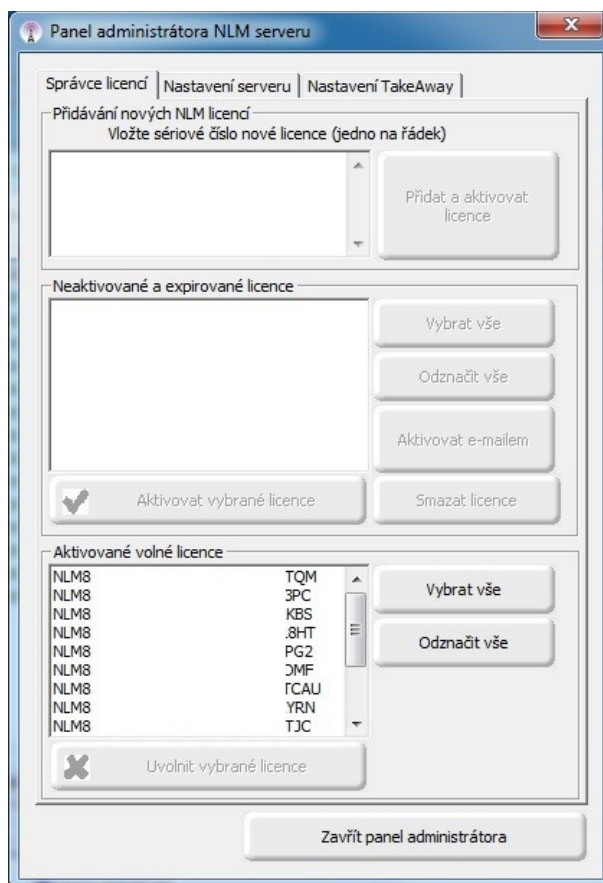 Panel administrátora NLM serveru
Správce licencí Nastavení serveru Nastavení TakeAway
Přidávání nových NLM licencí
Vložte sériové číslo nové licence (jedno na řádek)
Přidat a aktivovat
licence
Neaktivované a expirované licence
Vybrat vše
Odznačit vše
Aktivovat e-mailem
Aktivovat vybrané licence
Smazat licence
Aktivované volné licence
NLM8 TQM
NLM8 3PC
NLM8 KBS
NLM8 .8HT
NLM8 PG2
NLM8 DMF
NLM8 TCAU
NLM8 YRN
NLM8 TJC
Vybrat vše
Odznačit vše
Uvolnit vybrané licence
Zavřít panel administrátora